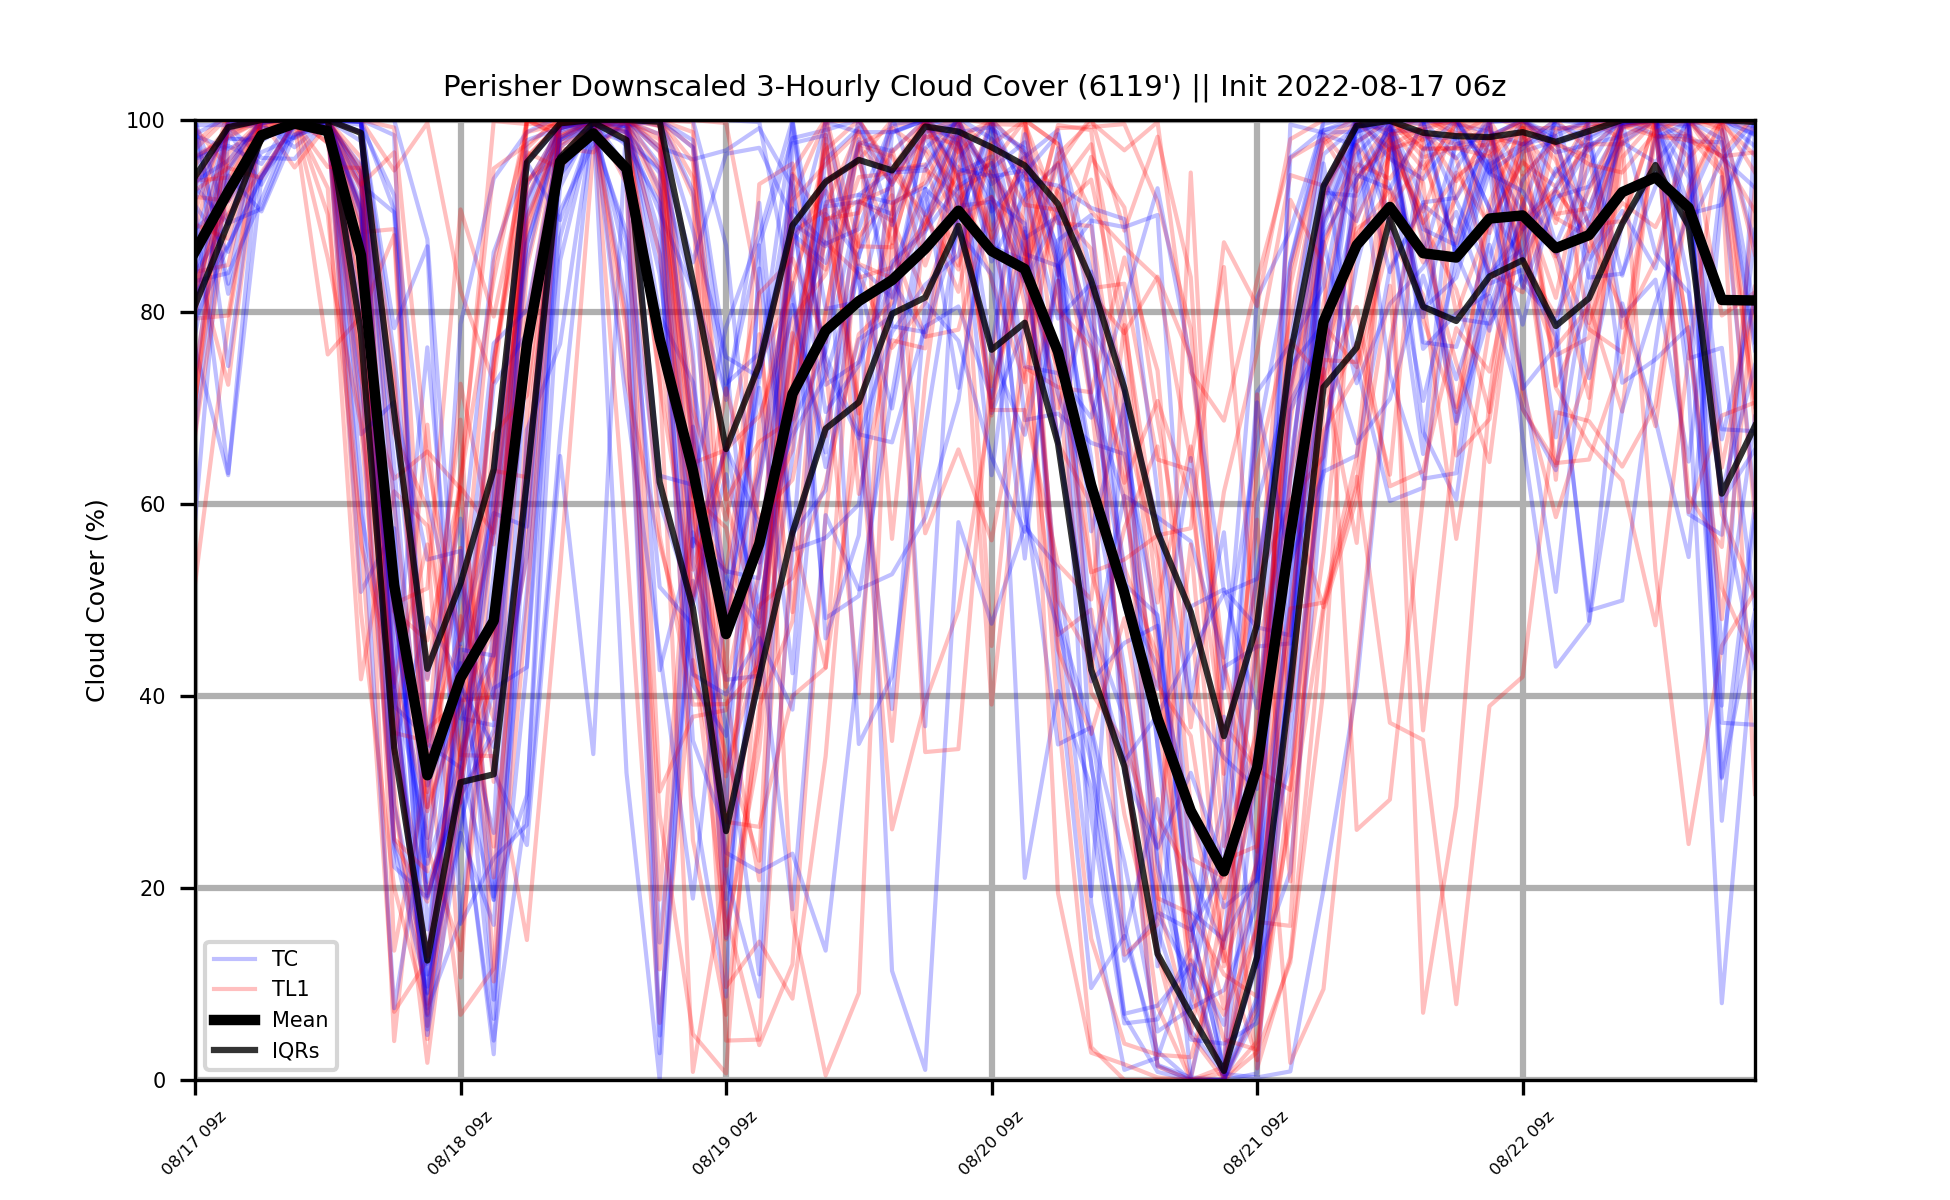 Perisher Downscaled 3-Hourly Cloud Cover (6119') || Init 2022-08-17 06z
Cloud Cover (%)
100
80
60
40
20
0
TC
TL1
Mean
IQRs
08/17 09z
08/18 09z
08/19 09z
08/20 09z
08/21 09z
08/22 09z